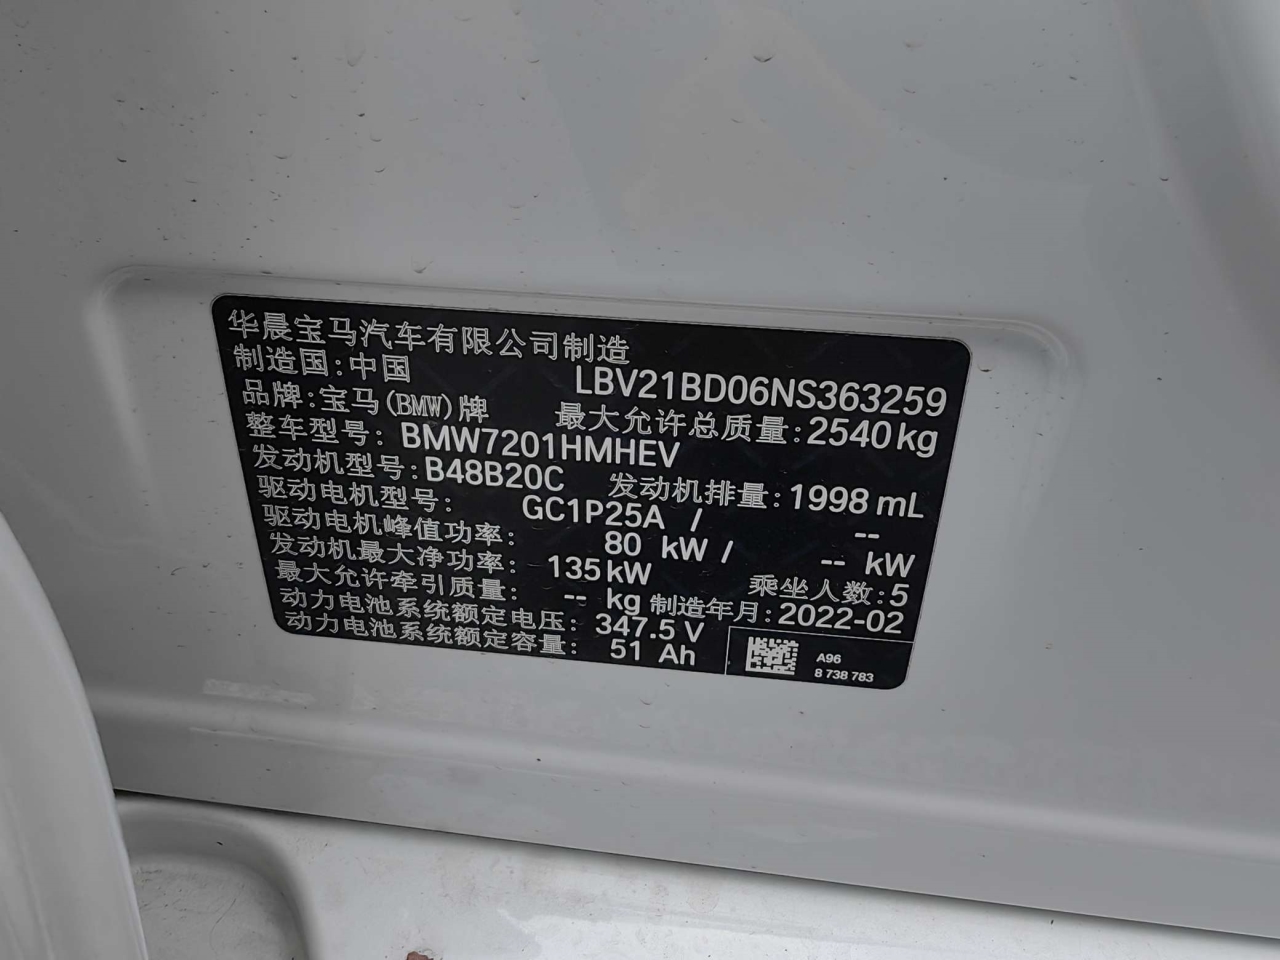 华晨宝马汽车有限公司制造
制造国:中国 LBV21BD06NS363259
品牌:宝马(BMW)牌 最大允许总质量:2540kg
整车型号:BMW7201HMHEV
发动机型号:B48B20C 发动机排量:1998mL
驱动电机型号: GC1P25A / --
驱动电机峰值功率: 80 kW / -- kW
发动机最大净功率: 135kW 乘坐人数:5
最大允许牵引质量: -- kg 制造年月:2022-02
动力电池系统额定电压: 347.5 V
动力电池系统额定容量: 51 Ah
A96
8 738 783